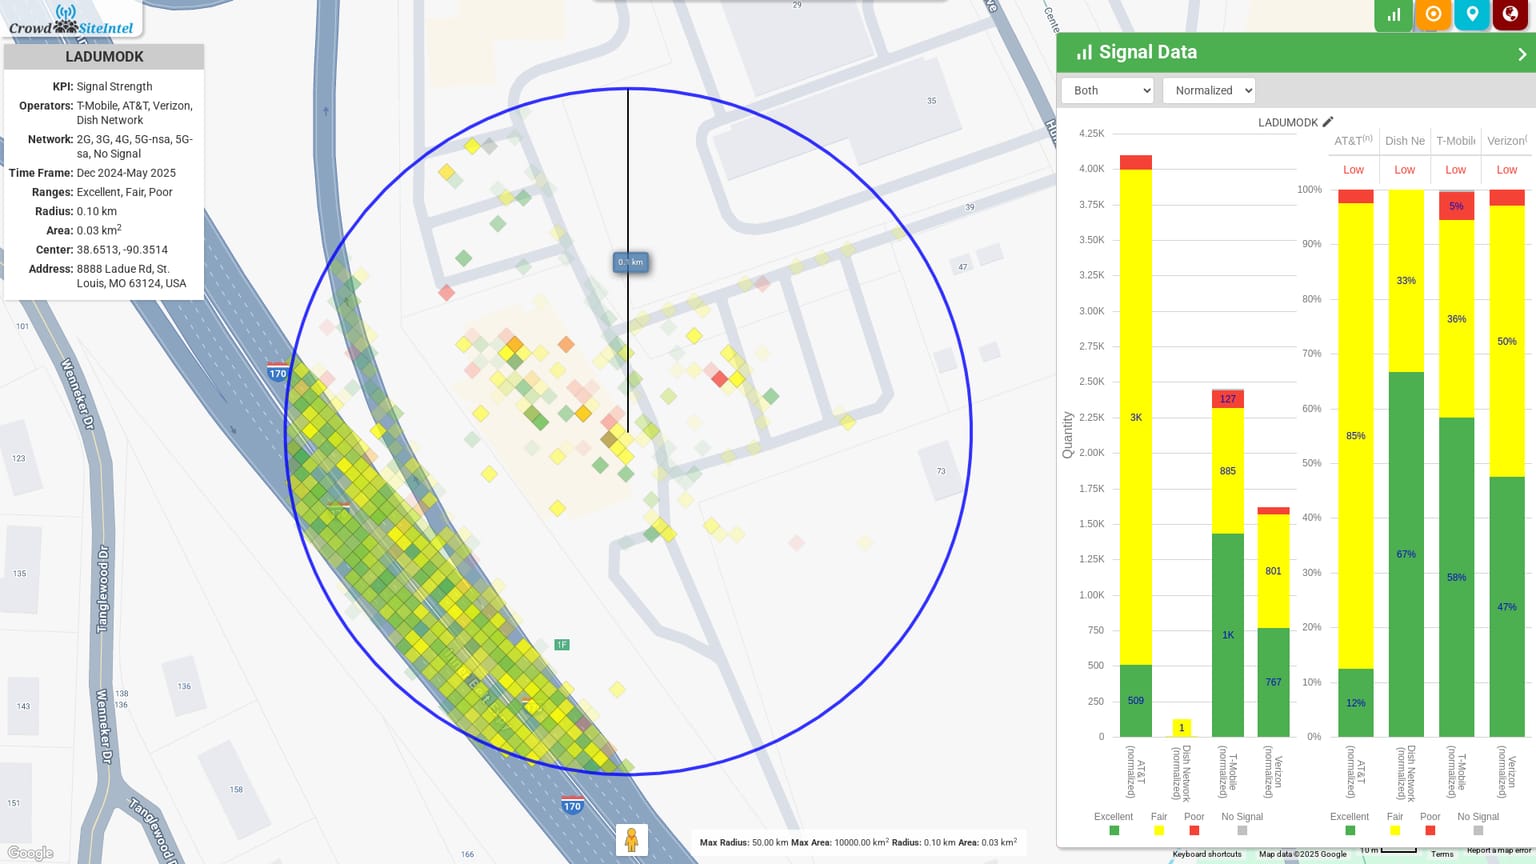 Crowd SiteIntel
LADUMODK
KPI: Signal Strength
Operators: T-Mobile, AT&T, Verizon,
Dish Network
Network: 2G, 3G, 4G, 5G-nsa, 5G-
sa, No Signal
Time Frame: Dec 2024-May 2025
Ranges: Excellent, Fair, Poor
Radius: 0.10 km
Area: 0.03 km²
Center: 38.6513, -90.3514
Address: 8888 Ladue Rd, St.
Louis, MO 63124, USA
29
Cente
35
39
47
73
101
123
135
143
151
138
136
136
158
166
Wenneker Dr
Tanglewood Dr
Wenneker Dr
Tanglewood D
170
170
1F
km
Google
Max Radius: 50.00 km Max Area: 10000.00 km² Radius: 0.10 km Area: 0.03 km²
Signal Data
Both
Normalized
LADUMODK
Quantity
4.25K
4.00K
3.75K
3.50K
3.25K
3.00K
2.75K
2.50K
2.25K
2.00K
1.75K
1.50K
1.25K
1.00K
750
500
250
0
3K
509
1
127
885
1K
801
767
AT&T (normalized)
Dish Network (normalized)
T-Mobile (normalized)
Verizon (normalized)
Excellent
Fair
Poor
No Signal
AT&T(n)
Dish Ne
T-Mobile
Verizon(
Low
Low
Low
Low
100%
90%
80%
70%
60%
50%
40%
30%
20%
10%
0%
85%
12%
33%
67%
5%
36%
58%
50%
47%
AT&T (normalized)
Dish Network (normalized)
T-Mobile (normalized)
Verizon (normalized)
Excellent
Fair
Poor
No Signal
Keyboard shortcuts
Map data ©2025 Google
10 m
Terms
Report a map error